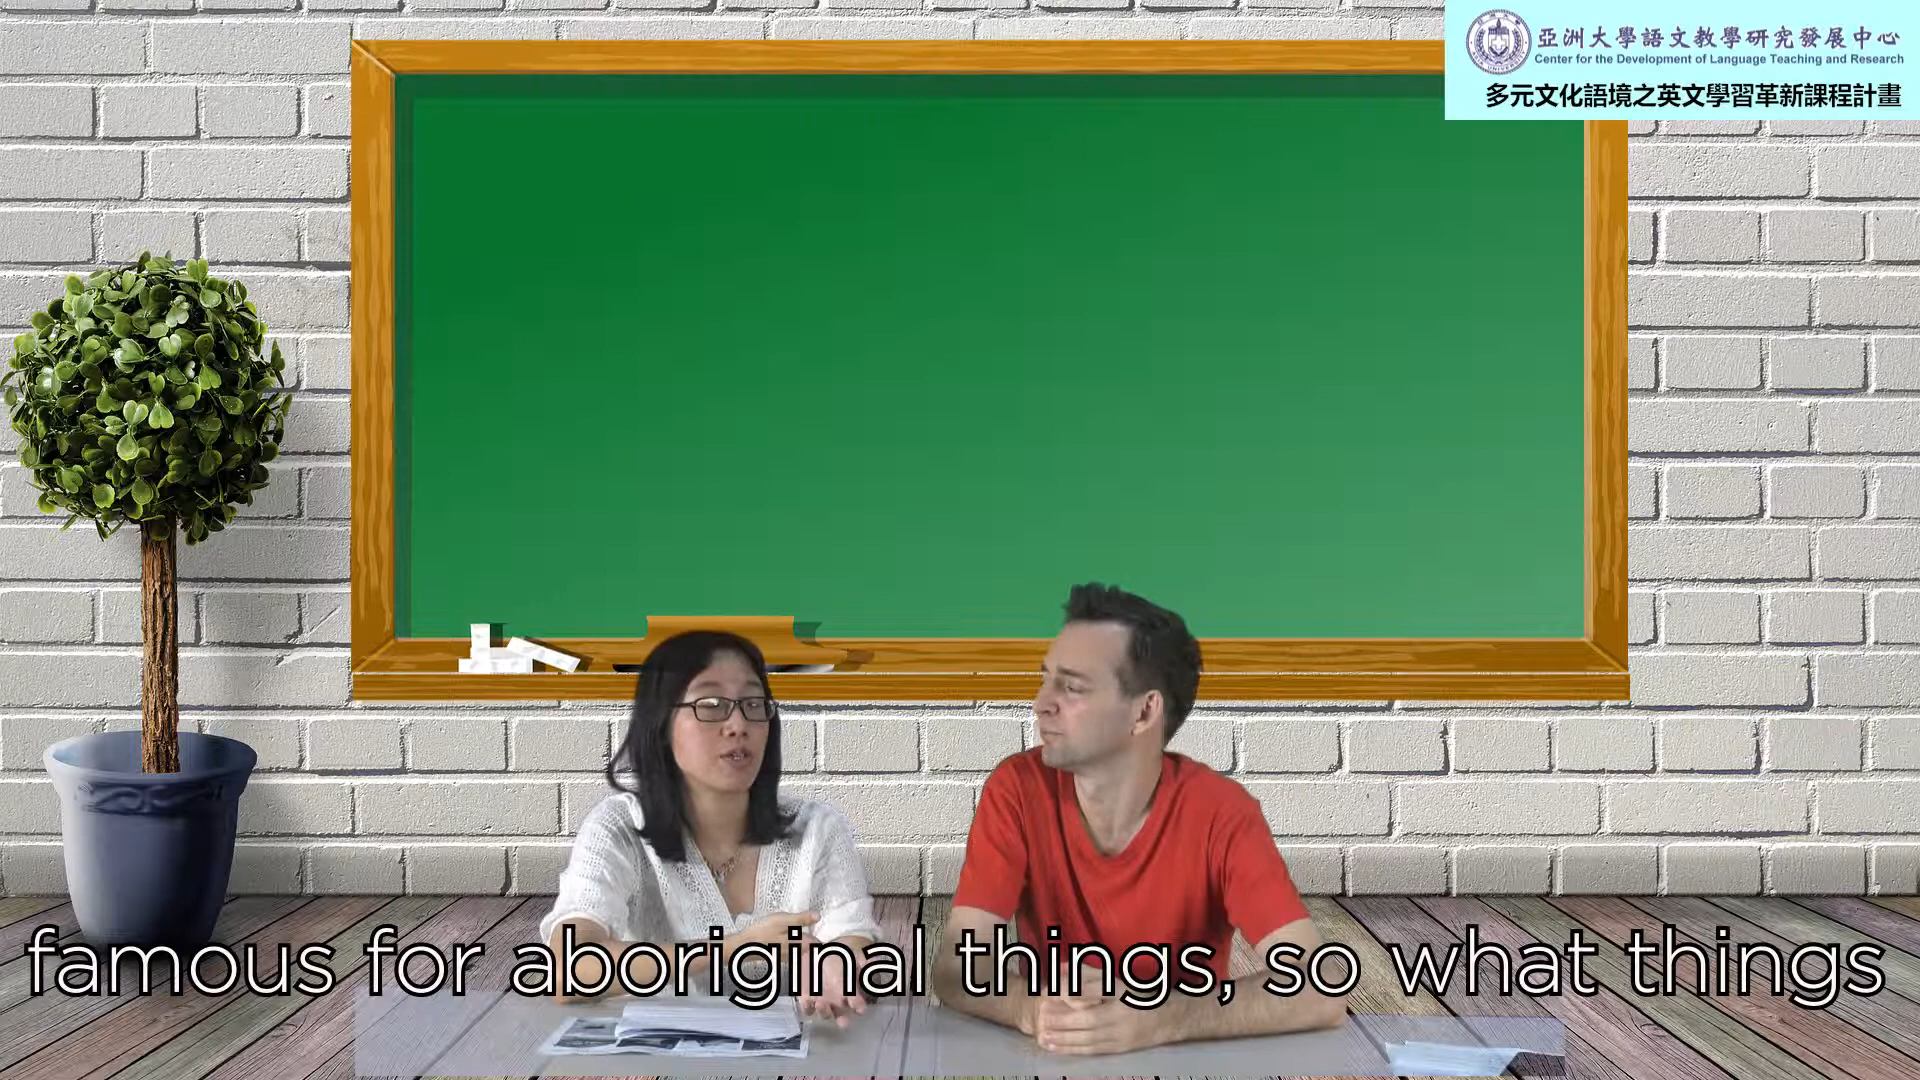 亞洲大學語文教學研究發展中心
Center for the Development of Language Teaching and Research
多元文化語境之英文學習革新課程計畫
famous for aboriginal things, so what things